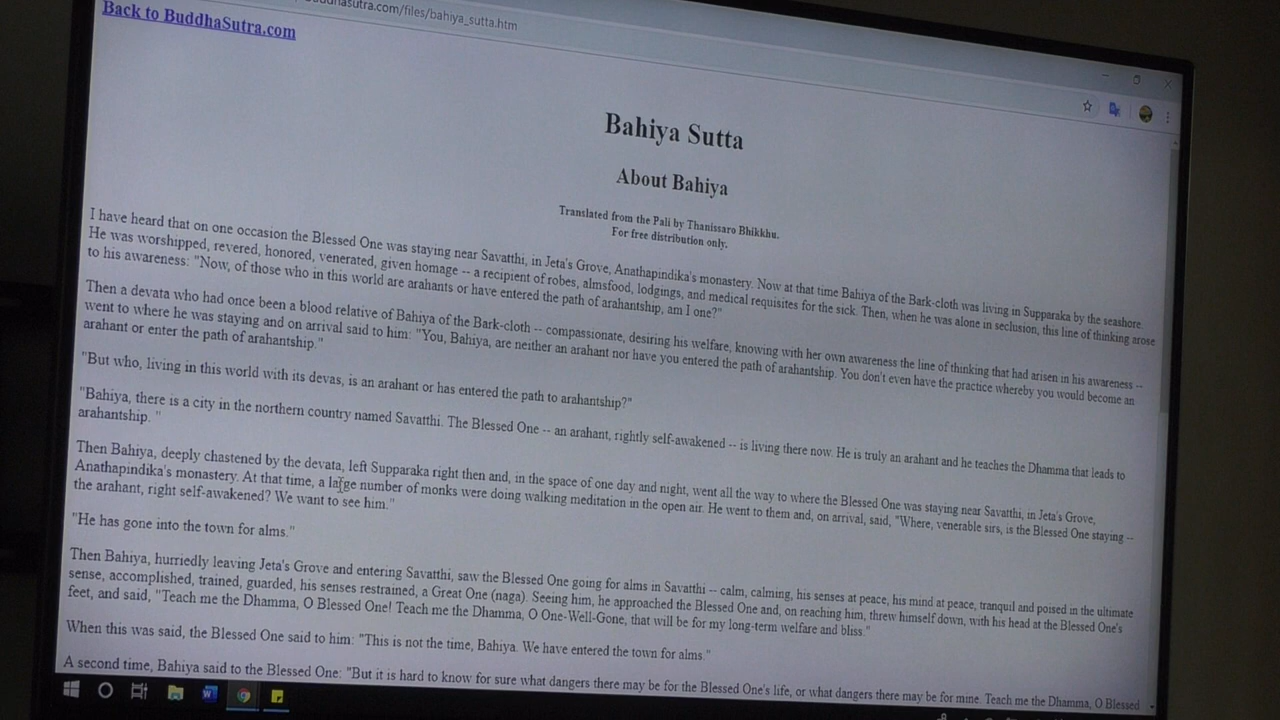 Back to BuddhaSutra.com
hasutra.com/files/bahiya_sutta.htm
Bahiya Sutta
About Bahiya
Translated from the Pali by Thanissaro Bhikkhu.
For free distribution only.
I have heard that on one occasion the Blessed One was staying near Savatthi, in Jeta's Grove, Anathapindika's monastery. Now at that time Bahiya of the Bark-cloth was living in Supparaka by the seashore.
He was worshipped, revered, honored, venerated, given homage -- a recipient of robes, almsfood, lodgings, and medical requisites for the sick. Then, when he was alone in seclusion, this line of thinking arose
to his awareness: "Now, of those who in this world are arahants or have entered the path of arahantship, am I one?"
Then a devata who had once been a blood relative of Bahiya of the Bark-cloth -- compassionate, desiring his welfare, knowing with her own awareness the line of thinking that had arisen in his awareness --
went to where he was staying and on arrival said to him: "You, Bahiya, are neither an arahant nor have you entered the path of arahantship. You don't even have the practice whereby you would become an
arahant or enter the path of arahantship."
"But who, living in this world with its devas, is an arahant or has entered the path to arahantship?"
"Bahiya, there is a city in the northern country named Savatthi. The Blessed One -- an arahant, rightly self-awakened -- is living there now. He is truly an arahant and he teaches the Dhamma that leads to
arahantship. "
Then Bahiya, deeply chastened by the devata, left Supparaka right then and, in the space of one day and night, went all the way to where the Blessed One was staying near Savatthi, in Jeta's Grove,
Anathapindika's monastery. At that time, a large number of monks were doing walking meditation in the open air. He went to them and, on arrival, said, "Where, venerable sirs, is the Blessed One staying --
the arahant, right self-awakened? We want to see him."
"He has gone into the town for alms."
Then Bahiya, hurriedly leaving Jeta's Grove and entering Savatthi, saw the Blessed One going for alms in Savatthi -- calm, calming, his senses at peace, his mind at peace, tranquil and poised in the ultimate
sense, accomplished, trained, guarded, his senses restrained, a Great One (naga). Seeing him, he approached the Blessed One and, on reaching him, threw himself down, with his head at the Blessed One's
feet, and said, "Teach me the Dhamma, O Blessed One! Teach me the Dhamma, O One-Well-Gone, that will be for my long-term welfare and bliss."
When this was said, the Blessed One said to him: "This is not the time, Bahiya. We have entered the town for alms."
A second time, Bahiya said to the Blessed One: "But it is hard to know for sure what dangers there may be for the Blessed One's life, or what dangers there may be for mine. Teach me the Dhamma, O Blessed